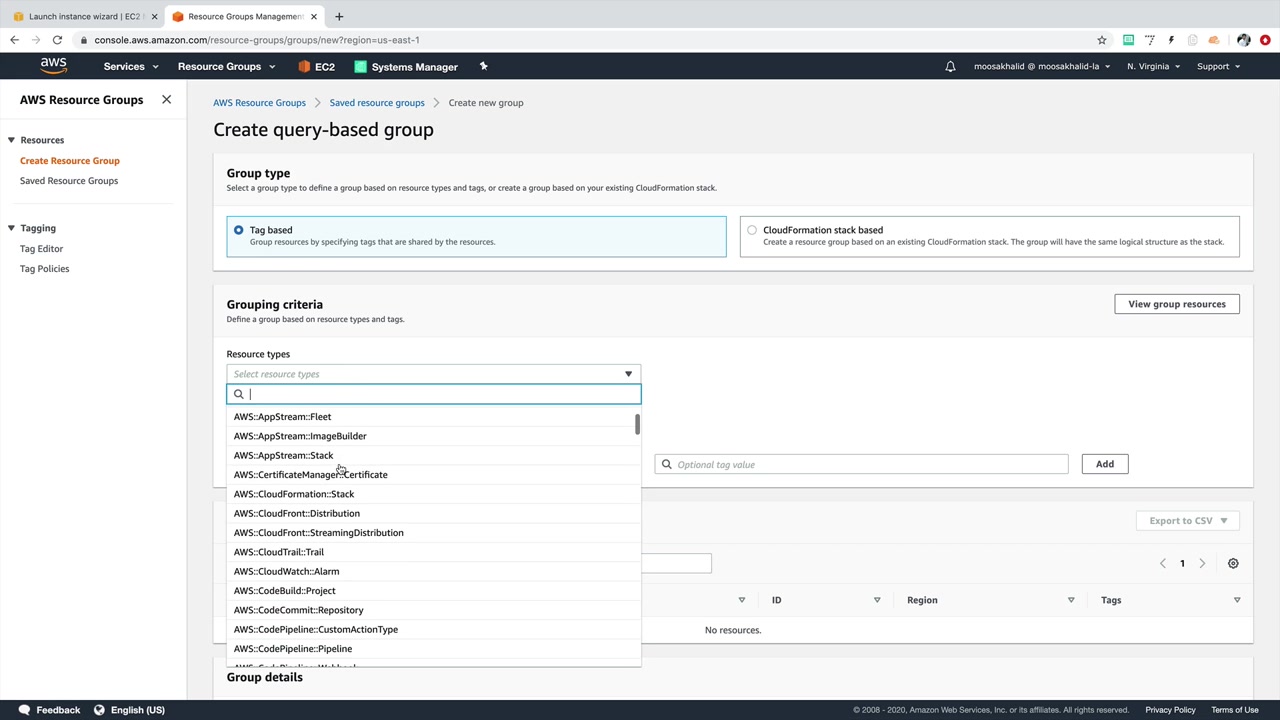 Launch instance wizard | EC2
Resource Groups Management
console.aws.amazon.com/resource-groups/groups/new?region=us-east-1
aws
Services
Resource Groups
EC2
Systems Manager
moosakhalid @ moosakhalid-la
N. Virginia
Support
AWS Resource Groups
Resources
Create Resource Group
Saved Resource Groups
Tagging
Tag Editor
Tag Policies
AWS Resource Groups
Saved resource groups
Create new group
Create query-based group
Group type
Select a group type to define a group based on resource types and tags, or create a group based on your existing CloudFormation stack.
Tag based
Group resources by specifying tags that are shared by the resources.
CloudFormation stack based
Create a resource group based on an existing CloudFormation stack. The group will have the same logical structure as the stack.
Grouping criteria
Define a group based on resource types and tags.
View group resources
Resource types
Select resource types
AWS::AppStream::Fleet
AWS::AppStream::ImageBuilder
AWS::AppStream::Stack
AWS::CertificateManager::Certificate
AWS::CloudFormation::Stack
AWS::CloudFront::Distribution
AWS::CloudFront::StreamingDistribution
AWS::CloudTrail::Trail
AWS::CloudWatch::Alarm
AWS::CodeBuild::Project
AWS::CodeCommit::Repository
AWS::CodePipeline::CustomActionType
AWS::CodePipeline::Pipeline
AWS::CodePipeline::Webhook
Optional tag value
Add
Export to CSV
1
ID
Region
Tags
No resources.
Group details
Feedback
English (US)
© 2008 - 2020, Amazon Web Services, Inc. or its affiliates. All rights reserved.
Privacy Policy
Terms of Use